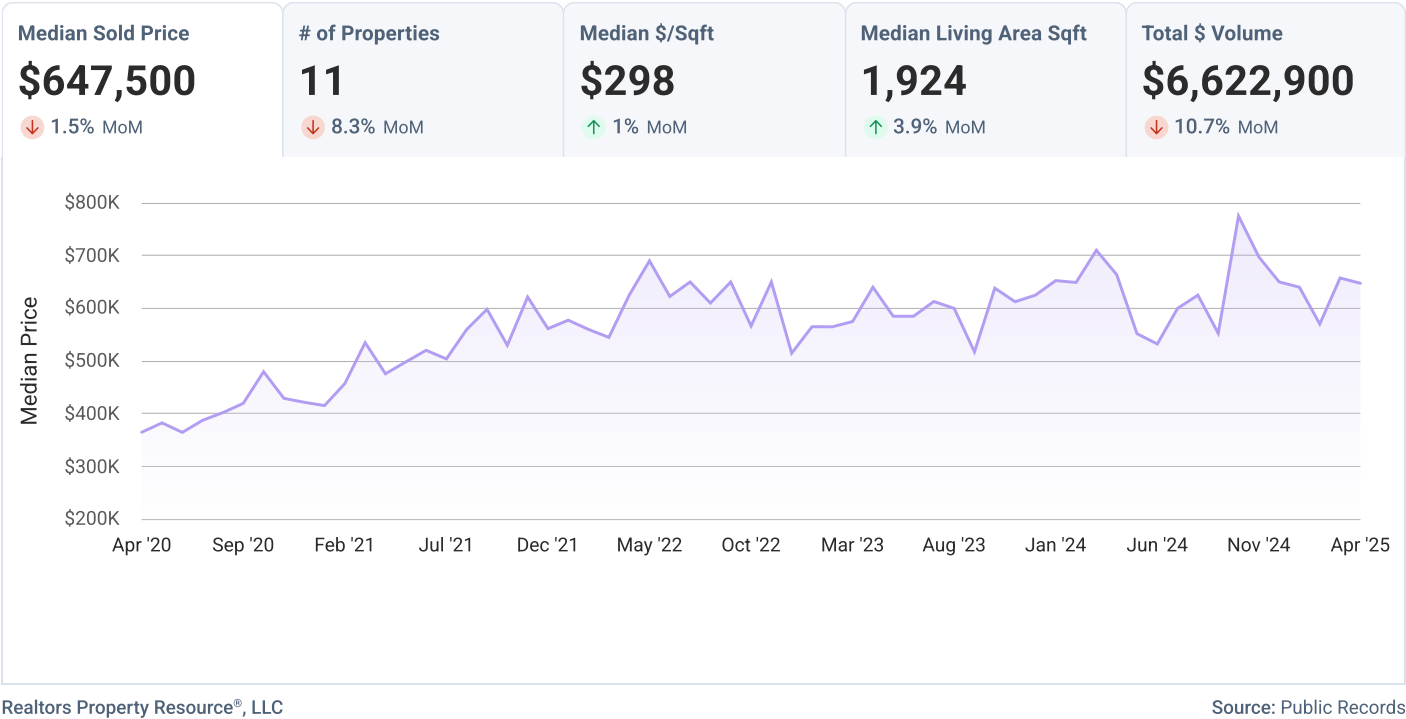 Median Sold Price
$647,500
1.5% MoM
# of Properties
11
8.3% MoM
Median $/Sqft
$298
1% MoM
Median Living Area Sqft
1,924
3.9% MoM
Total $ Volume
$6,622,900
10.7% MoM
Median Price
$800K
$700K
$600K
$500K
$400K
$300K
$200K
Apr '20 Sep '20 Feb '21 Jul '21 Dec '21 May '22 Oct '22 Mar '23 Aug '23 Jan '24 Jun '24 Nov '24 Apr '25
Realtors Property Resource®, LLC
Source: Public Records